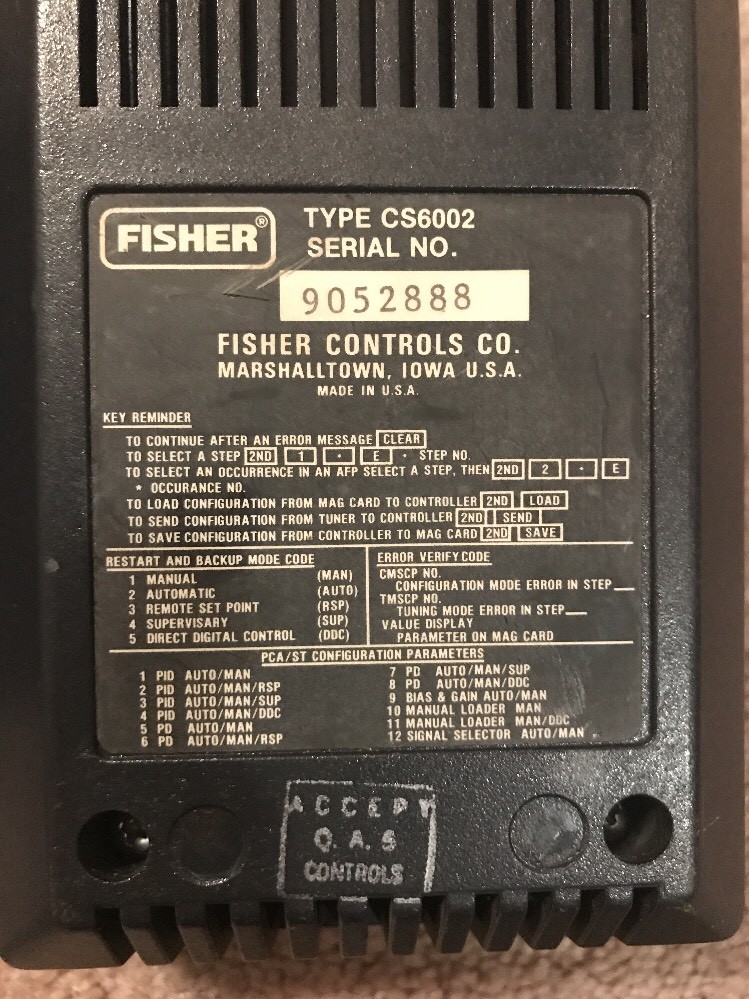 FISHER®
TYPE CS6002
SERIAL NO.
9052888
FISHER CONTROLS CO.
MARSHALLTOWN, IOWA U.S.A.
MADE IN U.S.A.
KEY REMINDER
TO CONTINUE AFTER AN ERROR MESSAGE CLEAR
TO SELECT A STEP 2ND 1 · E · STEP NO.
TO SELECT AN OCCURRENCE IN AN AFP SELECT A STEP, THEN 2ND 2 · E
* OCCURANCE NO.
TO LOAD CONFIGURATION FROM MAG CARD TO CONTROLLER 2ND LOAD
TO SEND CONFIGURATION FROM TUNER TO CONTROLLER 2ND SEND
TO SAVE CONFIGURATION FROM CONTROLLER TO MAG CARD 2ND SAVE
RESTART AND BACKUP MODE CODE
1 MANUAL (MAN)
2 AUTOMATIC (AUTO)
3 REMOTE SET POINT (RSP)
4 SUPERVISARY (SUP)
5 DIRECT DIGITAL CONTROL (DDC)
ERROR VERIFY CODE
CMSCP NO.
CONFIGURATION MODE ERROR IN STEP __
TMSCP NO.
TUNING MODE ERROR IN STEP __
VALUE DISPLAY
PARAMETER ON MAG CARD
PCA/ST CONFIGURATION PARAMETERS
1 PID AUTO/MAN
2 PID AUTO/MAN/RSP
3 PID AUTO/MAN/SUP
4 PID AUTO/MAN/DDC
5 PD AUTO/MAN
6 PD AUTO/MAN/RSP
7 PD AUTO/MAN/SUP
8 PD AUTO/MAN/DDC
9 BIAS & GAIN AUTO/MAN
10 MANUAL LOADER MAN
11 MANUAL LOADER MAN/DDC
12 SIGNAL SELECTOR AUTO/MAN
ACCEPT
Q.A. 6
CONTROLS